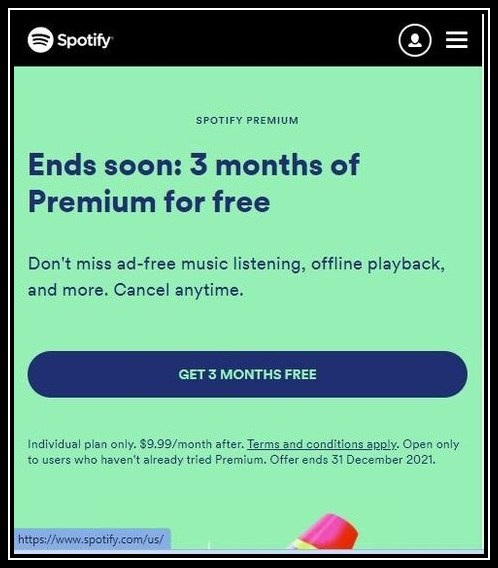 Spotify
SPOTIFY PREMIUM
Ends soon: 3 months of
Premium for free
Don't miss ad-free music listening, offline playback,
and more. Cancel anytime.
GET 3 MONTHS FREE
Individual plan only. $9.99/month after. Terms and conditions apply. Open only
to users who haven't already tried Premium. Offer ends 31 December 2021.
https://www.spotify.com/us/